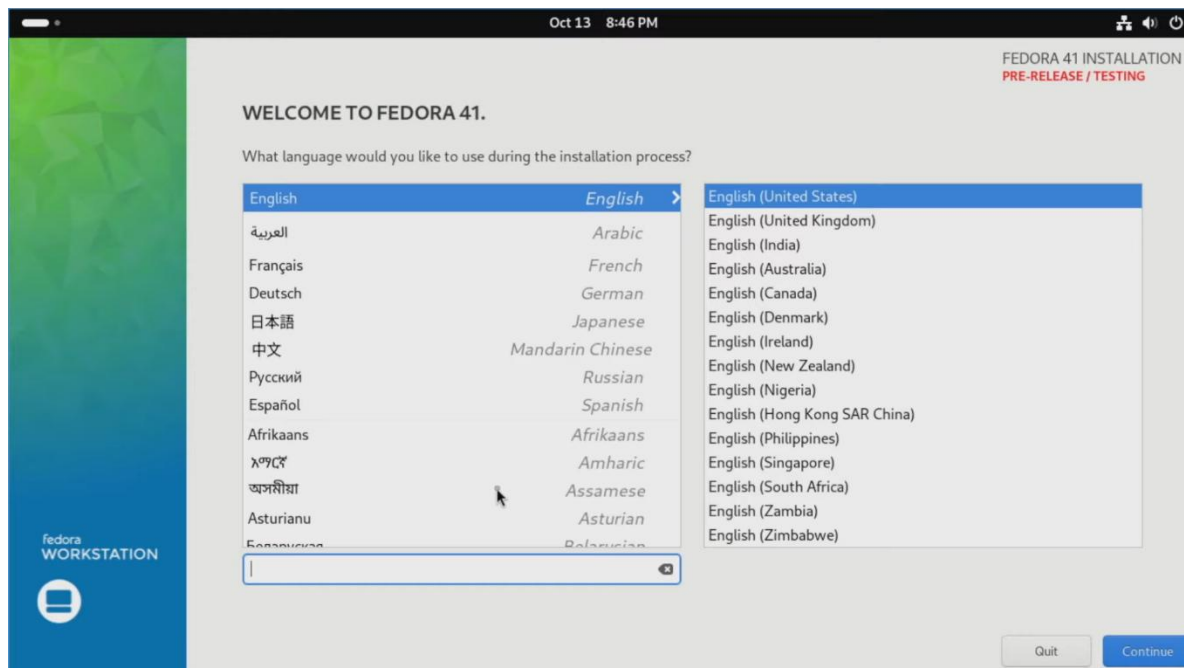 Oct 13 8:46 PM
FEDORA 41 INSTALLATION
PRE-RELEASE / TESTING
WELCOME TO FEDORA 41.
What language would you like to use during the installation process?
English English
العربية Arabic
Français French
Deutsch German
日本語 Japanese
中文 Mandarin Chinese
Русский Russian
Español Spanish
Afrikaans Afrikaans
አማርኛ Amharic
অসমীয়া Assamese
Asturianu Asturian
Беларуская Belarusian
English (United States)
English (United Kingdom)
English (India)
English (Australia)
English (Canada)
English (Denmark)
English (Ireland)
English (New Zealand)
English (Nigeria)
English (Hong Kong SAR China)
English (Philippines)
English (Singapore)
English (South Africa)
English (Zambia)
English (Zimbabwe)
fedora
WORKSTATION
Quit
Continue